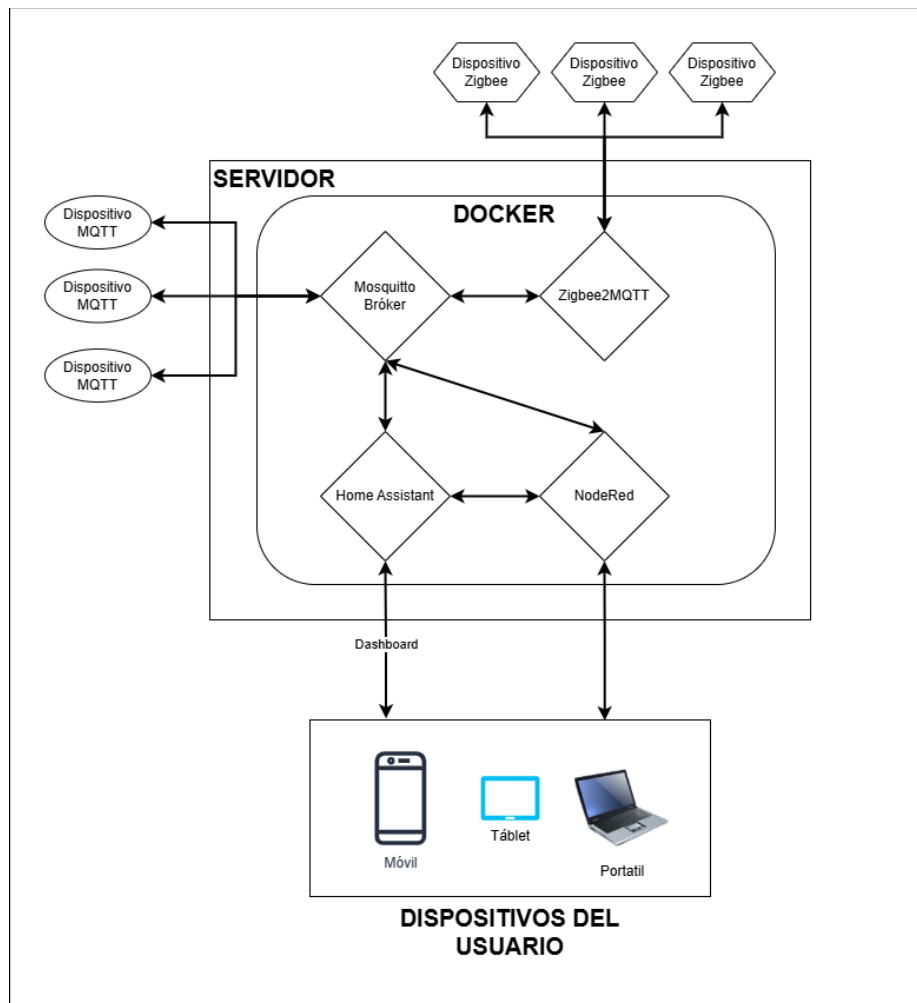 Dispositivo
Zigbee
Dispositivo
Zigbee
Dispositivo
Zigbee
SERVIDOR
DOCKER
Dispositivo
MQTT
Dispositivo
MQTT
Dispositivo
MQTT
Mosquitto
Bróker
Zigbee2MQTT
Home Assistant
NodeRed
Dashboard
Móvil
Táblet
Portatil
DISPOSITIVOS DEL
USUARIO